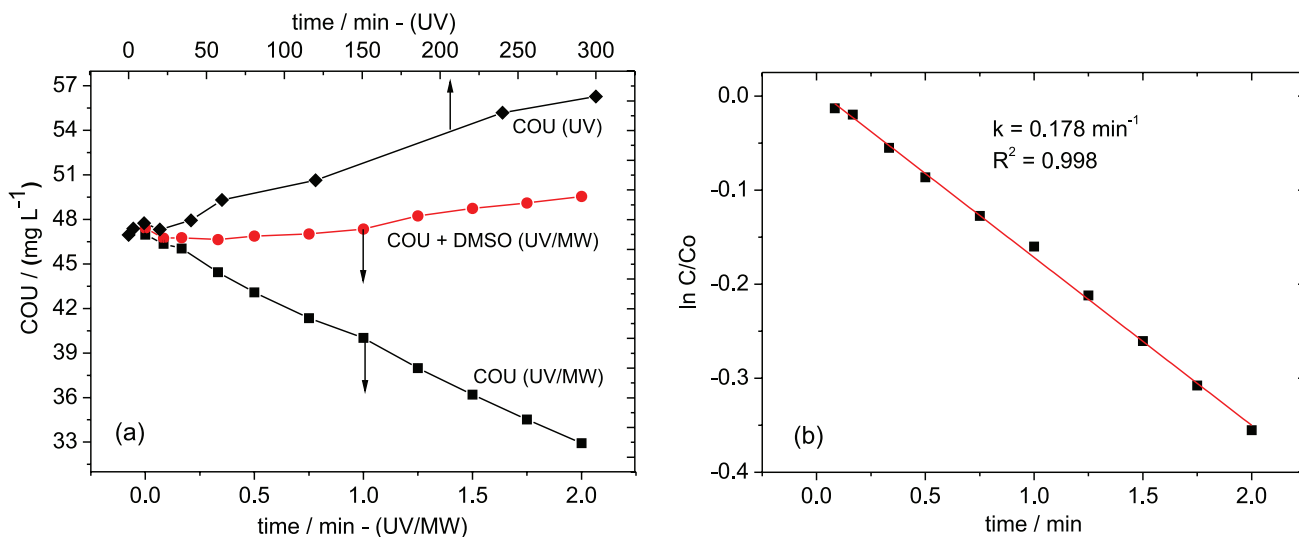 time / min - (UV)
0 50 100 150 200 250 300
57
54
51
48
45
42
39
36
33
COU / (mg L⁻¹)
COU (UV)
COU + DMSO (UV/MW)
COU (UV/MW)
(a)
0.0 0.5 1.0 1.5 2.0
time / min - (UV/MW)
0.0
-0.1
-0.2
-0.3
-0.4
ln C/Co
k = 0.178 min⁻¹
R² = 0.998
(b)
0.0 0.5 1.0 1.5 2.0
time / min